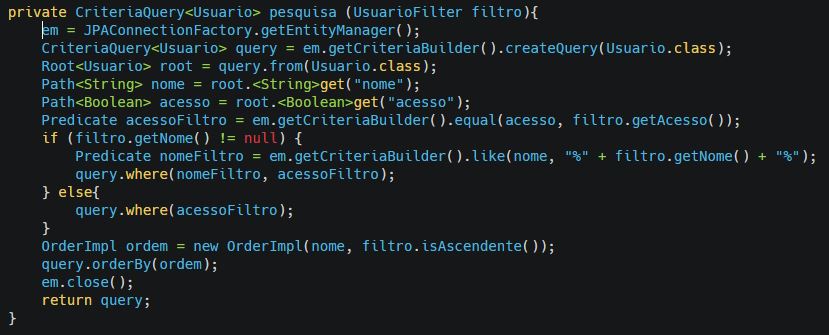 private CriteriaQuery<Usuario> pesquisa (UsuarioFilter filtro){
    em = JPAConnectionFactory.getEntityManager();
    CriteriaQuery<Usuario> query = em.getCriteriaBuilder().createQuery(Usuario.class);
    Root<Usuario> root = query.from(Usuario.class);
    Path<String> nome = root.<String>get("nome");
    Path<Boolean> acesso = root.<Boolean>get("acesso");
    Predicate acessoFiltro = em.getCriteriaBuilder().equal(acesso, filtro.getAcesso());
    if (filtro.getNome() != null) {
        Predicate nomeFiltro = em.getCriteriaBuilder().like(nome, "%" + filtro.getNome() + "%");
        query.where(nomeFiltro, acessoFiltro);
    } else{
        query.where(acessoFiltro);
    }
    OrderImpl ordem = new OrderImpl(nome, filtro.isAscendente());
    query.orderBy(ordem);
    em.close();
    return query;
}